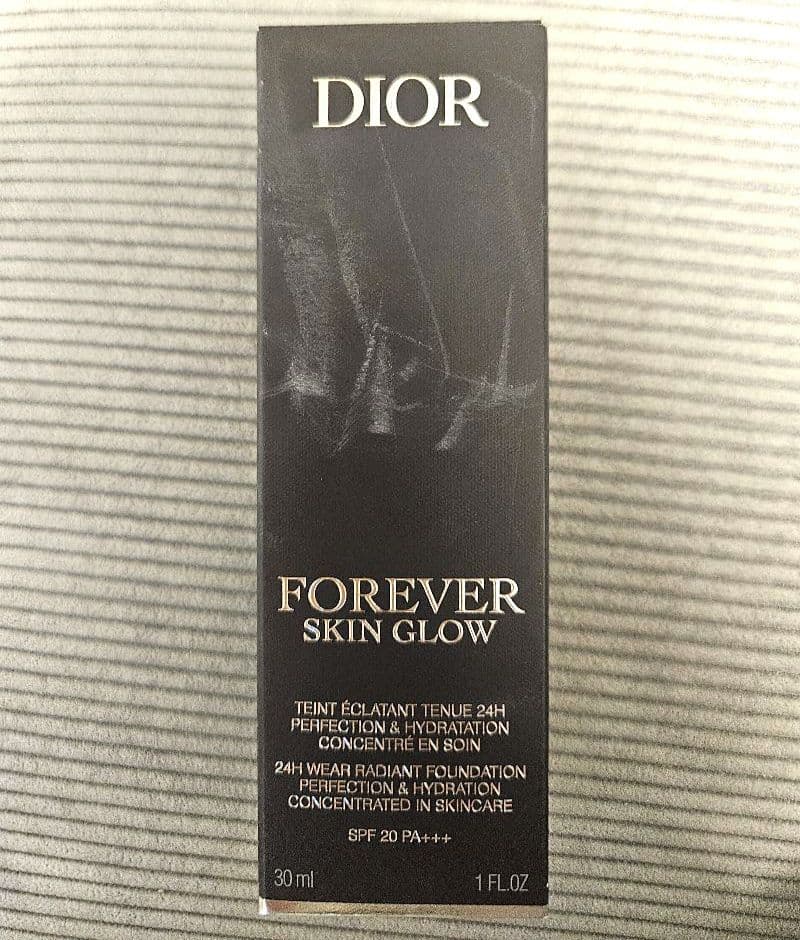 DIOR
FOREVER
SKIN GLOW
TEINT ÉCLATANT TENUE 24H
PERFECTION & HYDRATATION
CONCENTRÉ EN SOIN
24H WEAR RADIANT FOUNDATION
PERFECTION & HYDRATION
CONCENTRATED IN SKINCARE
SPF 20 PA+++
30 ml 1 FL.OZ